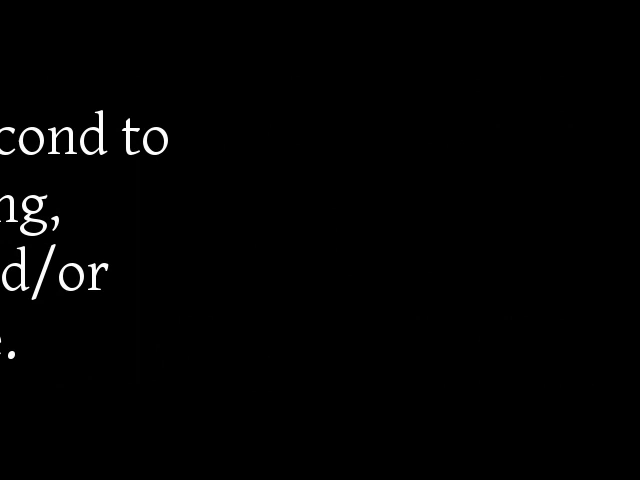 cond to
ng,
d/or
.